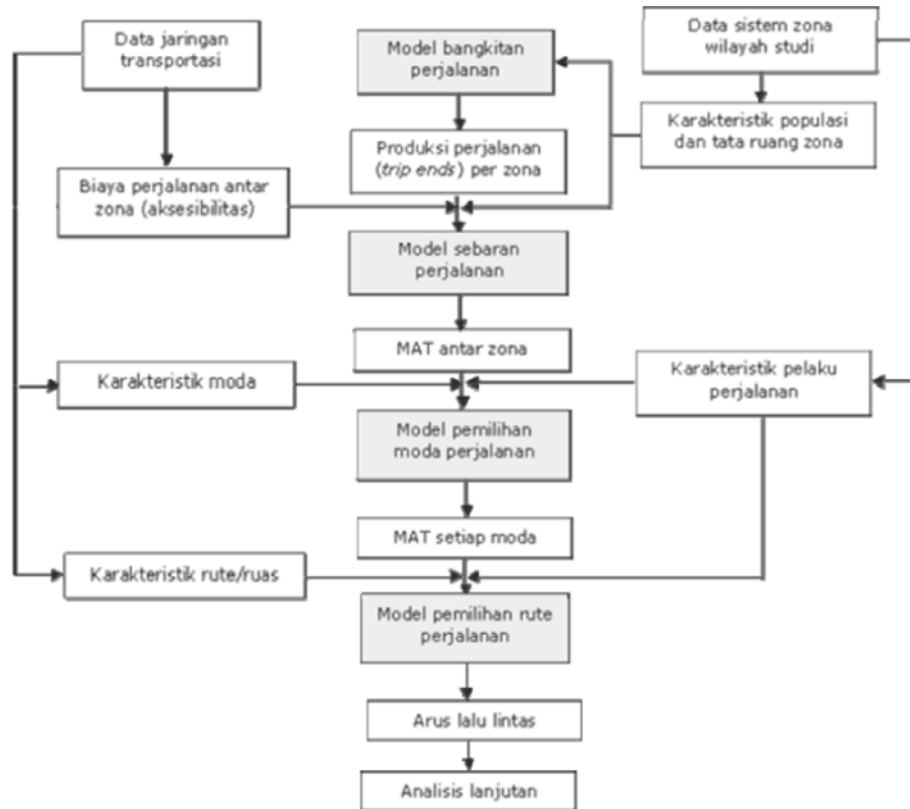 Data jaringan
transportasi
Model bangkitan
perjalanan
Data sistem zona
wilayah studi
Produksi perjalanan
(trip ends) per zona
Karakteristik populasi
dan tata ruang zona
Biaya perjalanan antar
zona (aksesibilitas)
Model sebaran
perjalanan
MAT antar zona
Karakteristik moda
Karakteristik pelaku
perjalanan
Model pemilihan
moda perjalanan
MAT setiap moda
Karakteristik rute/ruas
Model pemilihan rute
perjalanan
Arus lalu lintas
Analisis lanjutan